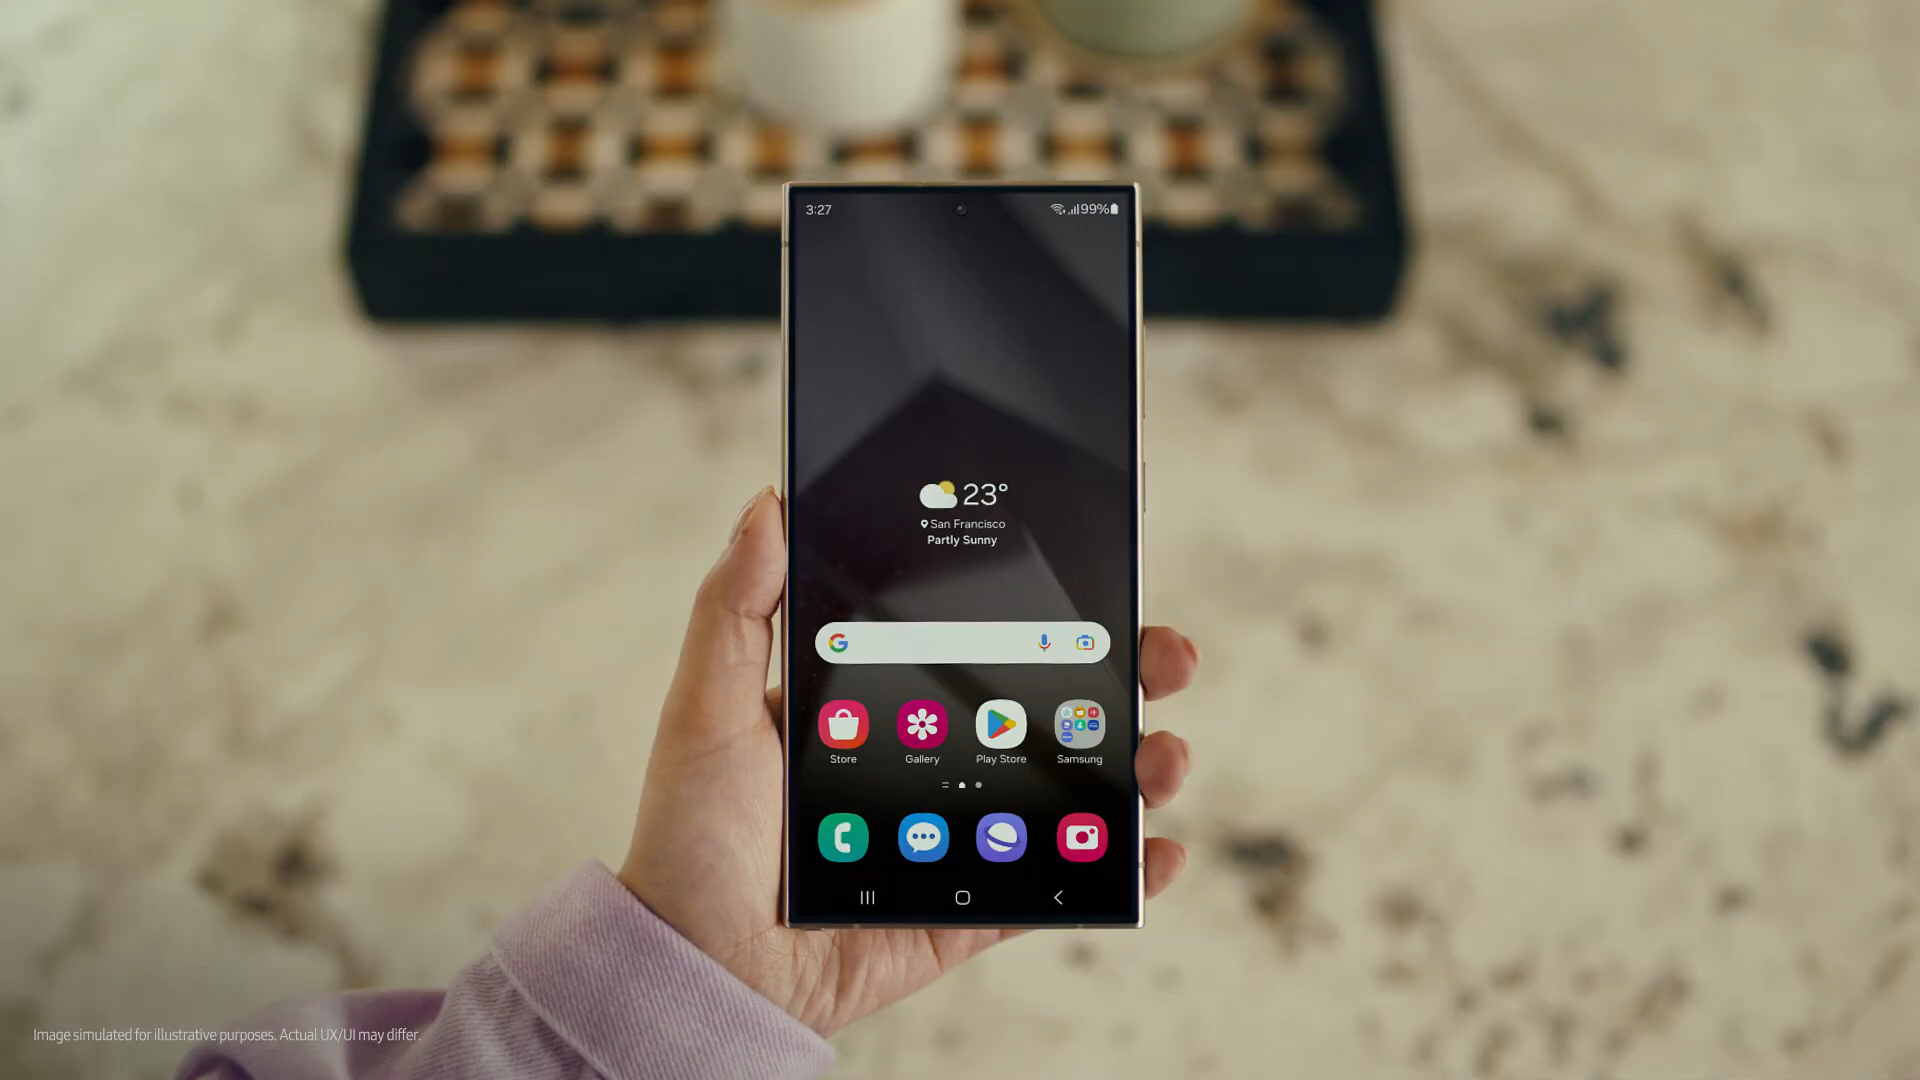 3:27
99%
23°
San Francisco
Partly Sunny
G
Store
Gallery
Play Store
Samsung
Image simulated for illustrative purposes. Actual UX/UI may differ.